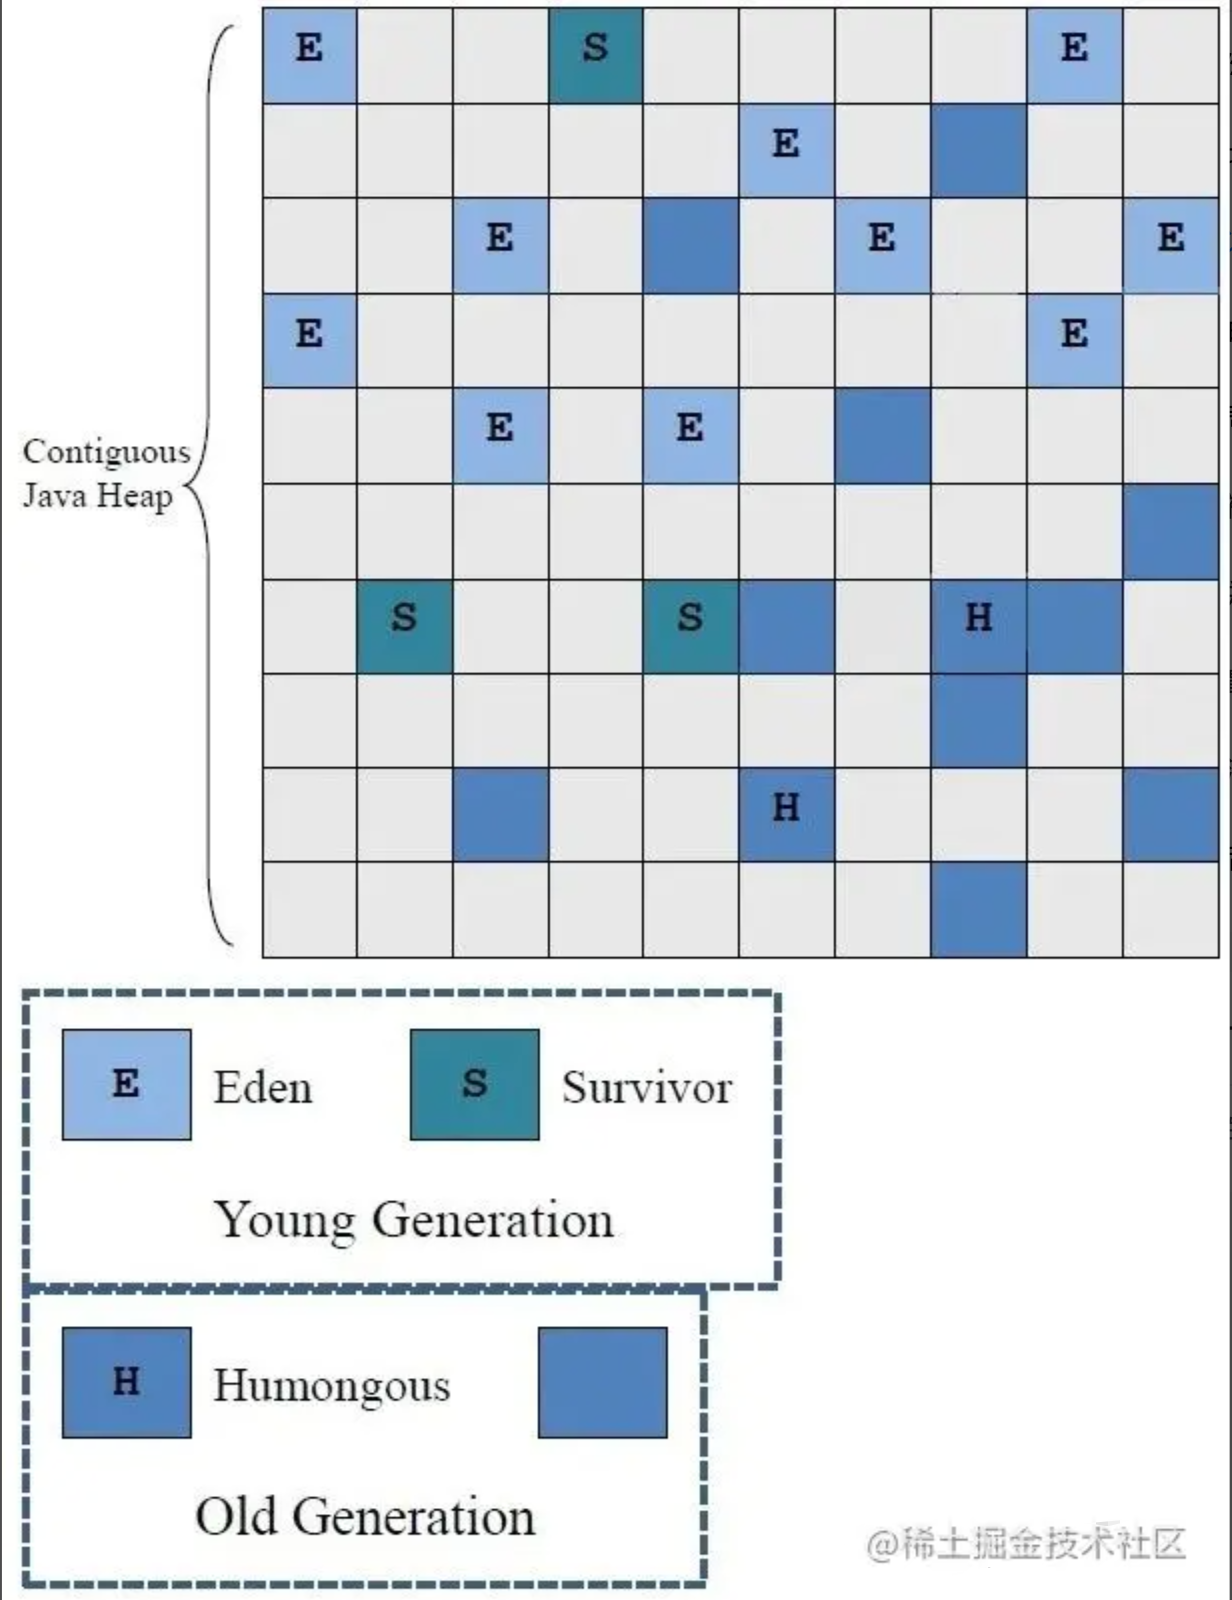 E S E
E
E E E
E E
Contiguous
Java Heap
E E
S S H
H
E Eden S Survivor
Young Generation
H Humongous
Old Generation
@稀土掘金技术社区